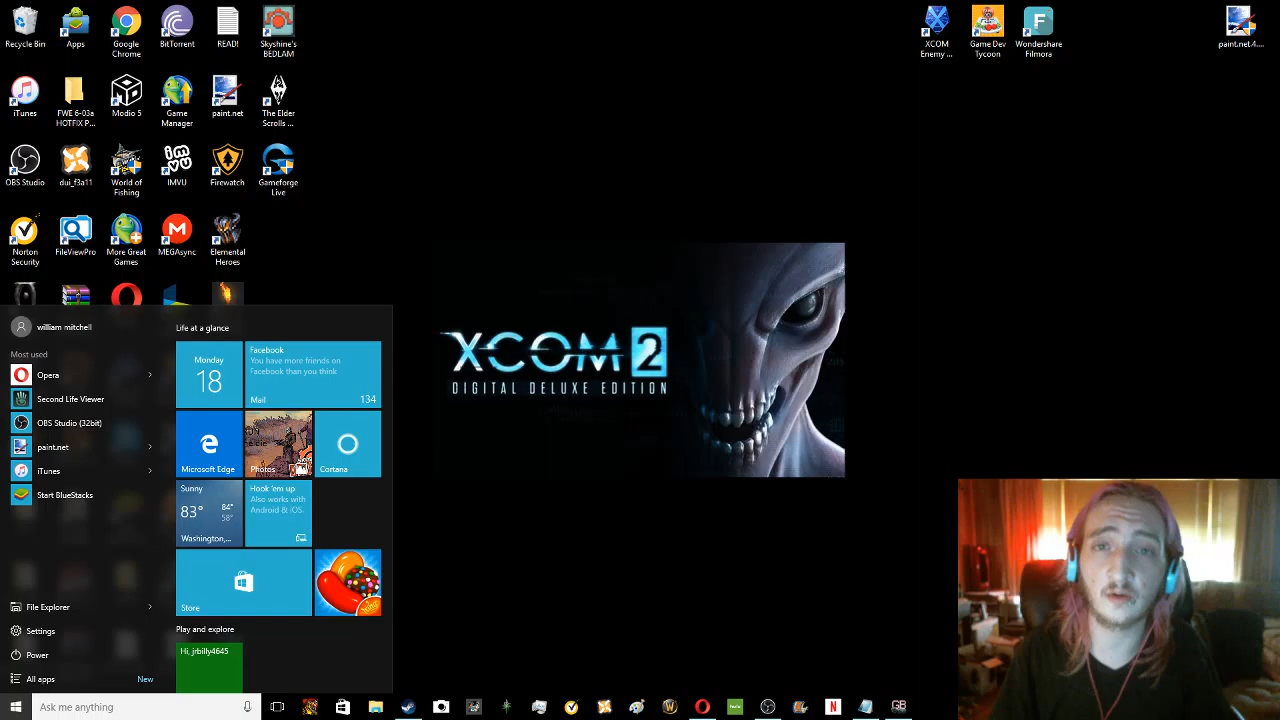 Recycle Bin
Apps
Google Chrome
BitTorrent
READ!
Skyshine's BEDLAM
XCOM Enemy ...
Game Dev Tycoon
Wondershare Filmora
paint.net.4....
iTunes
FWE 6-03a HOTFIX P...
Modio 5
Game Manager
paint.net
The Elder Scrolls ...
OBS Studio
dui_f3a11
World of Fishing
IMVU
Firewatch
Gameforge Live
Norton Security
FileViewPro
More Great Games
MEGAsync
Elemental Heroes
XCOM 2
DIGITAL DELUXE EDITION
william mitchell
Most used
Opera
Second Life Viewer
OBS Studio (32bit)
paint.net
iTunes
Start BlueStacks
File Explorer
Settings
Power
All apps
New
Life at a glance
Monday
18
Facebook
You have more friends on
Facebook than you think
Mail
134
Microsoft Edge
Photos
Cortana
Sunny
83°
84°
58°
Washington,...
Hook 'em up
Also works with
Android & iOS.
Store
Play and explore
Hi, jrbilly4645
Ask me anything